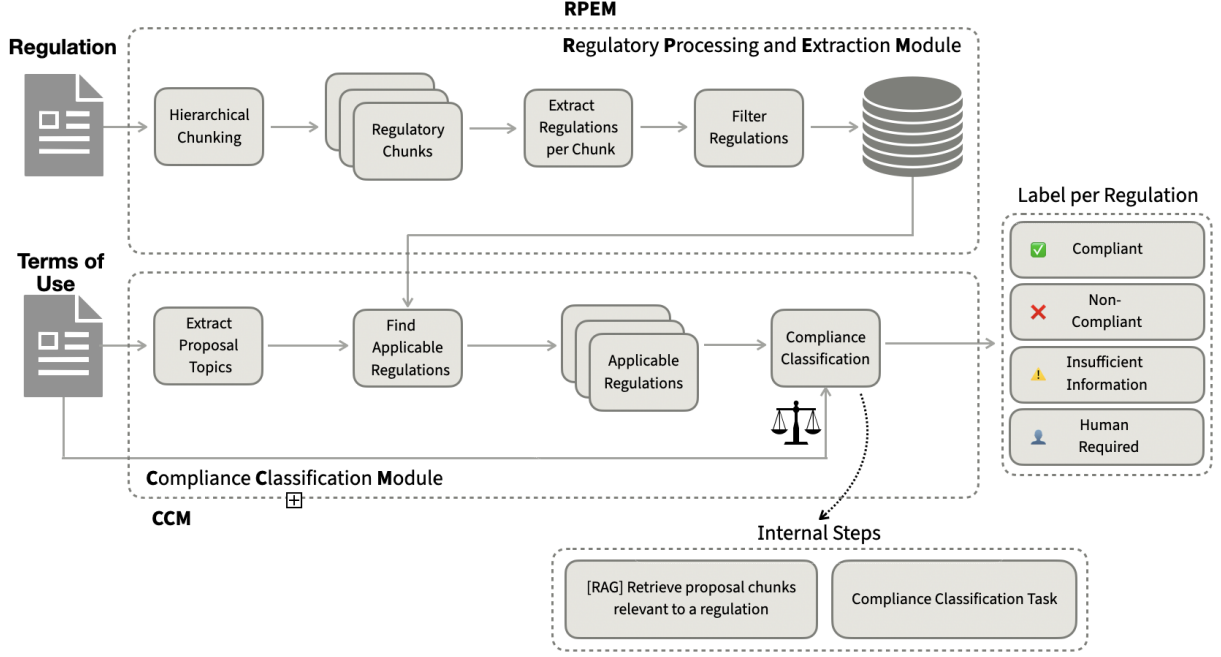 RPEM
Regulatory Processing and Extraction Module
Regulation
Hierarchical
Chunking
Regulatory
Chunks
Extract
Regulations
per Chunk
Filter
Regulations
Label per Regulation
Compliant
Non-
Compliant
Insufficient
Information
Human
Required
Terms of
Use
Extract
Proposal
Topics
Find
Applicable
Regulations
Applicable
Regulations
Compliance
Classification
Compliance Classification Module
CCM
Internal Steps
[RAG] Retrieve proposal chunks
relevant to a regulation
Compliance Classification Task